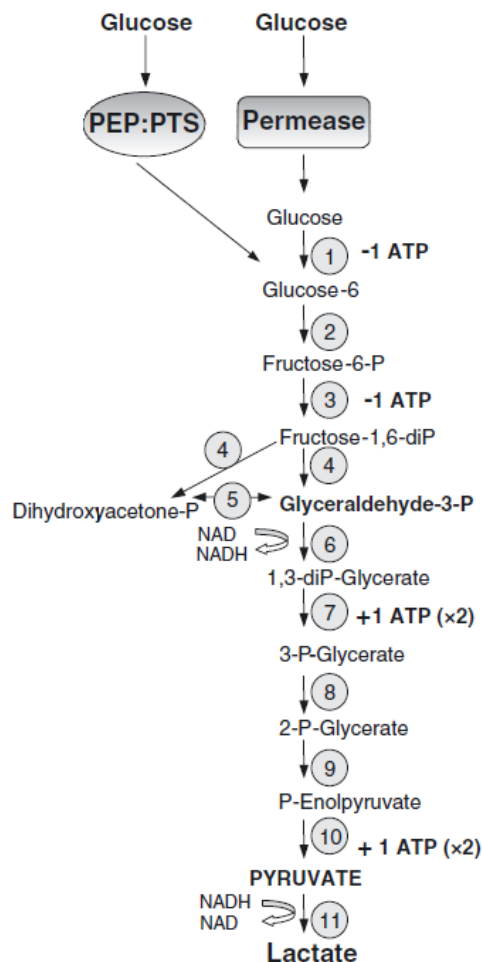 Glucose Glucose
PEP:PTS Permease
Glucose
1 -1 ATP
Glucose-6
2
Fructose-6-P
3 -1 ATP
Fructose-1,6-diP
4 4
Dihydroxyacetone-P 5 Glyceraldehyde-3-P
NAD
NADH 6
1,3-diP-Glycerate
7 +1 ATP (×2)
3-P-Glycerate
8
2-P-Glycerate
9
P-Enolpyruvate
10 + 1 ATP (×2)
PYRUVATE
NADH
NAD 11
Lactate